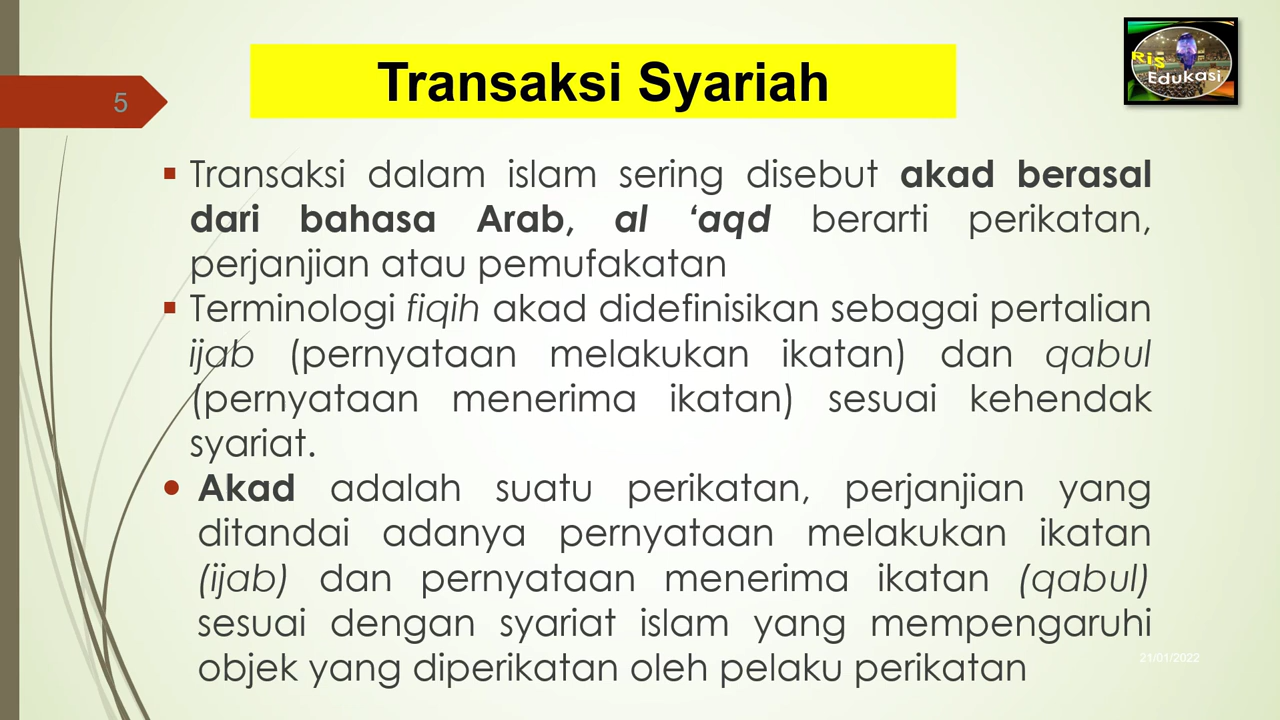 5
Transaksi Syariah
Ris
Edukasi
▪ Transaksi dalam islam sering disebut akad berasal
dari bahasa Arab, al ‘aqd berarti perikatan,
perjanjian atau pemufakatan
▪ Terminologi fiqih akad didefinisikan sebagai pertalian
ijab (pernyataan melakukan ikatan) dan qabul
(pernyataan menerima ikatan) sesuai kehendak
syariat.
• Akad adalah suatu perikatan, perjanjian yang
ditandai adanya pernyataan melakukan ikatan
(ijab) dan pernyataan menerima ikatan (qabul)
sesuai dengan syariat islam yang mempengaruhi
objek yang diperikatan oleh pelaku perikatan
21/01/2022